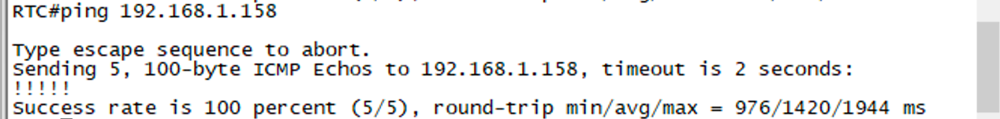 RTC#ping 192.168.1.158
Type escape sequence to abort.
Sending 5, 100-byte ICMP Echos to 192.168.1.158, timeout is 2 seconds:
!!!!!
Success rate is 100 percent (5/5), round-trip min/avg/max = 976/1420/1944 ms